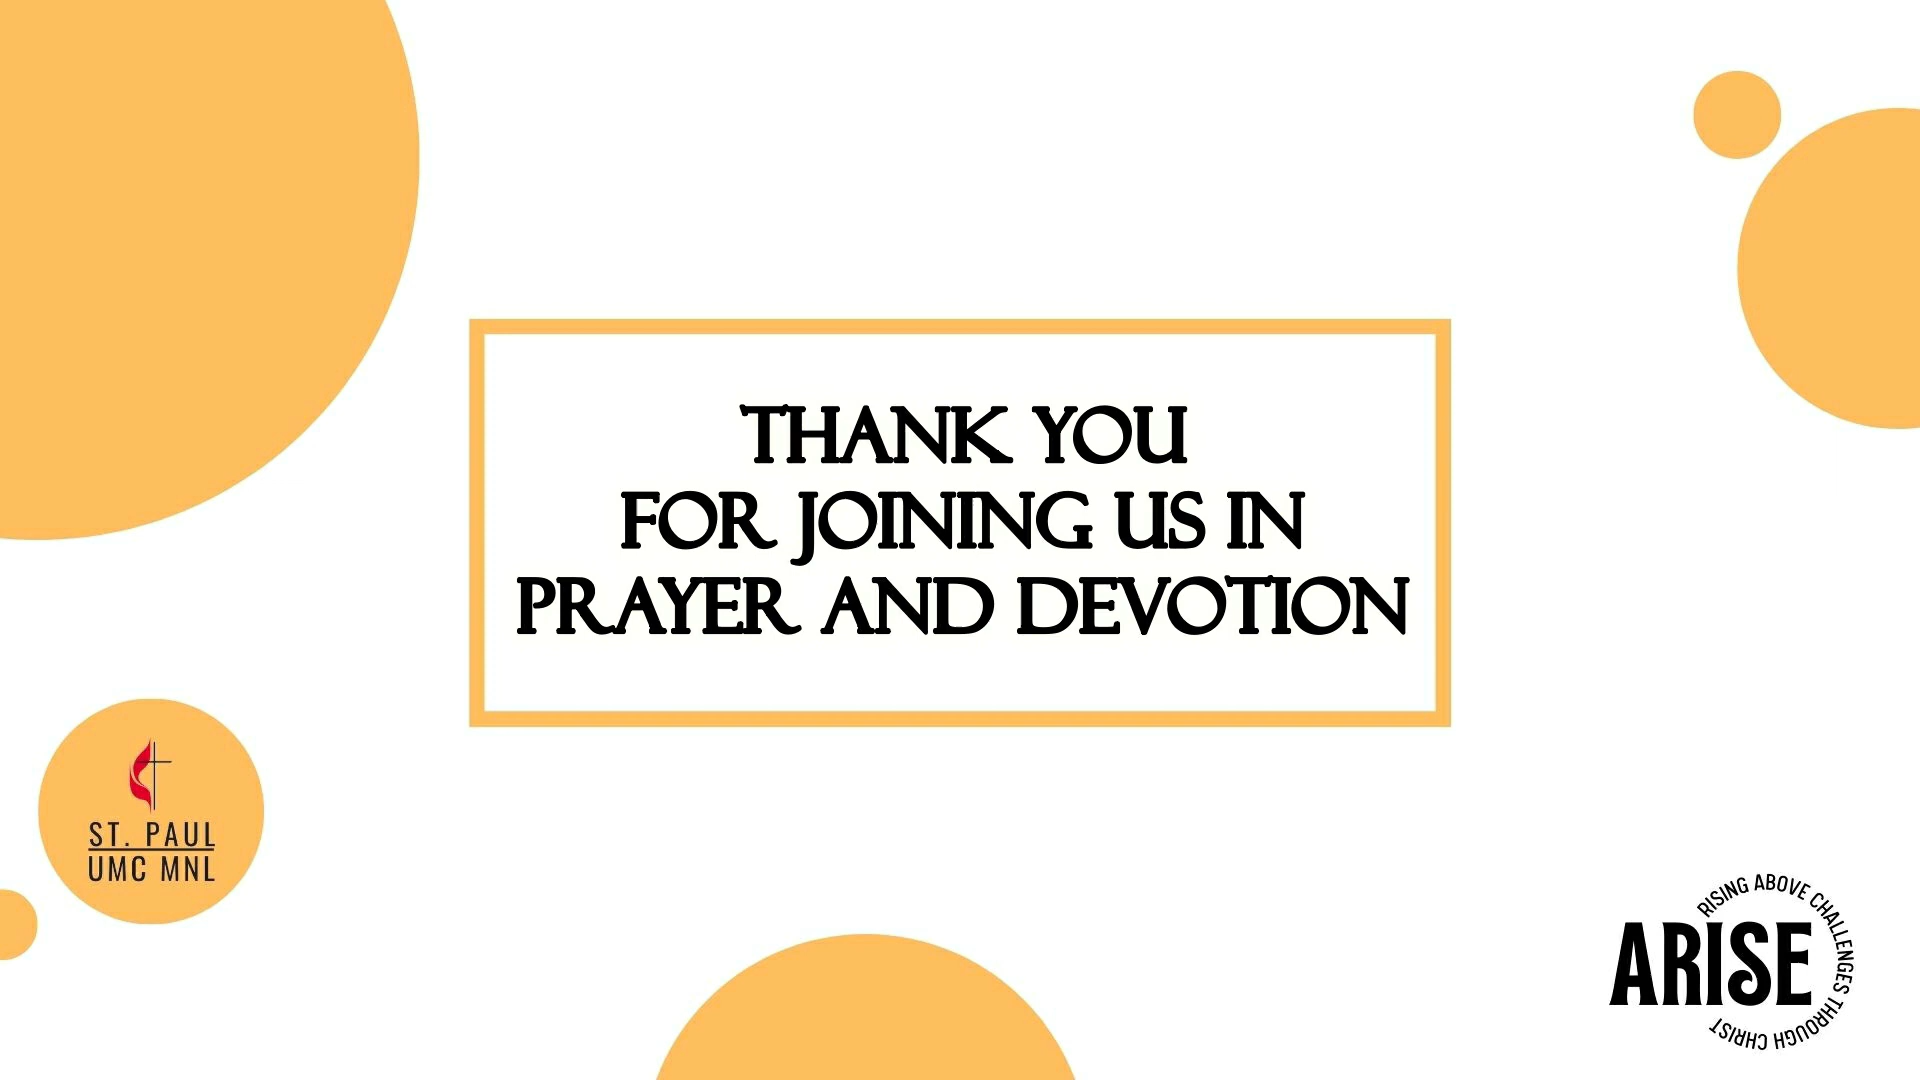 THANK YOU
FOR JOINING US IN
PRAYER AND DEVOTION
ST. PAUL
UMC MNL
RISING ABOVE CHALLENGES THROUGH CHRIST
ARISE